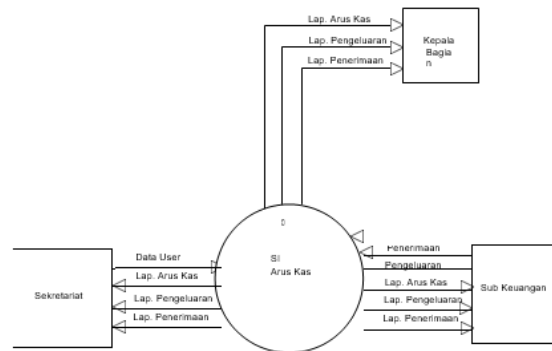 Lap. Arus Kas
Lap. Pengeluaran
Lap. Penerimaan
Kepala
Bagia
n
0
SI
Arus Kas
Data User
Lap. Arus Kas
Lap. Pengeluaran
Lap. Penerimaan
Sekretariat
Penerimaan
Pengeluaran
Lap. Arus Kas
Lap. Pengeluaran
Lap. Penerimaan
Sub Keuangan